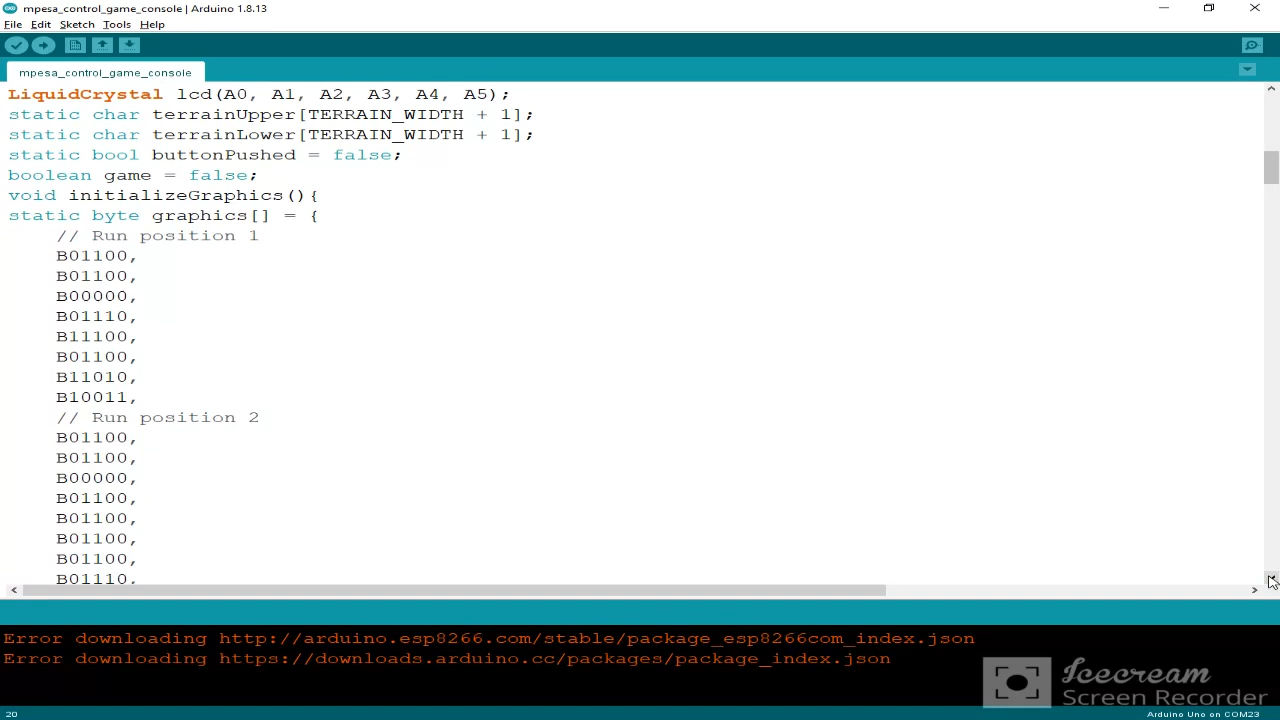 mpesa_control_game_console | Arduino 1.8.13
File Edit Sketch Tools Help
mpesa_control_game_console
LiquidCrystal lcd(A0, A1, A2, A3, A4, A5);
static char terrainUpper[TERRAIN_WIDTH + 1];
static char terrainLower[TERRAIN_WIDTH + 1];
static bool buttonPushed = false;
boolean game = false;
void initializeGraphics(){
static byte graphics[] = {
// Run position 1
B01100,
B01100,
B00000,
B01110,
B11100,
B01100,
B11010,
B10011,
// Run position 2
B01100,
B01100,
B00000,
B01100,
B01100,
B01100,
B01100,
B01110,
Error downloading http://arduino.esp8266.com/stable/package_esp8266com_index.json
Error downloading https://downloads.arduino.cc/packages/package_index.json
Icecream
Screen Recorder
20
Arduino Uno on COM23